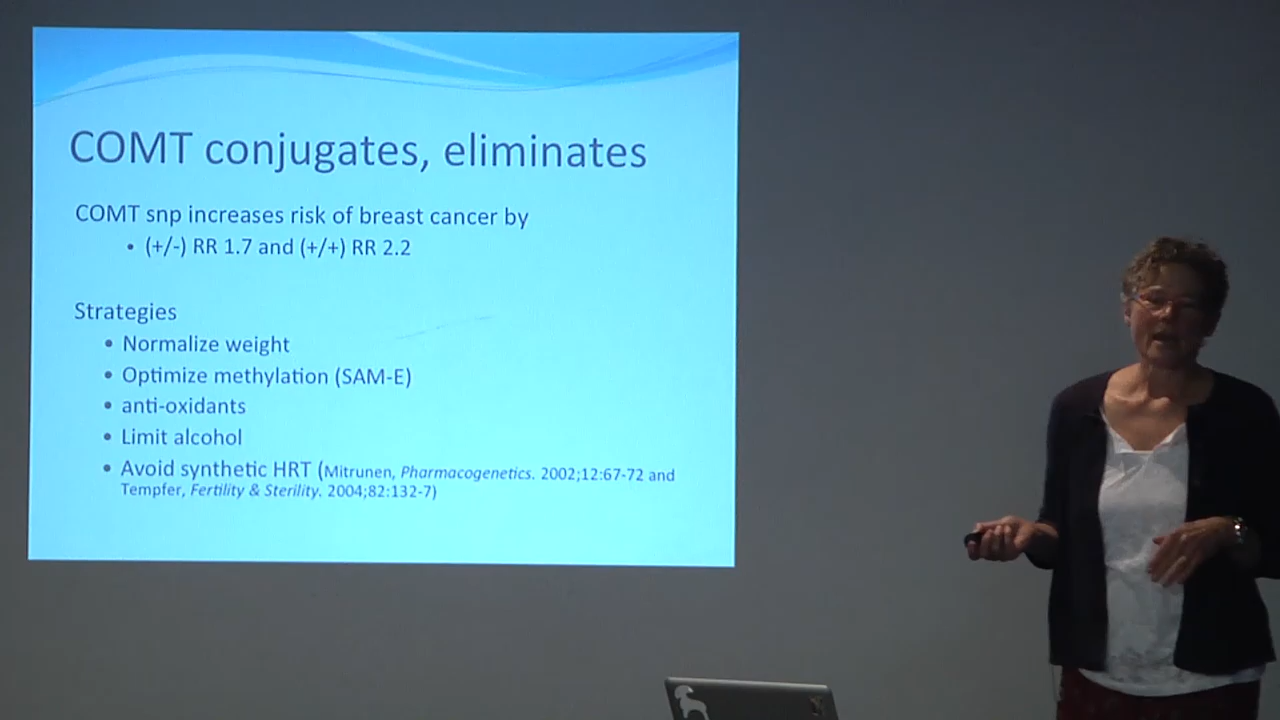 COMT conjugates, eliminates
COMT snp increases risk of breast cancer by
• (+/-) RR 1.7 and (+/+) RR 2.2
Strategies
• Normalize weight
• Optimize methylation (SAM-E)
• anti-oxidants
• Limit alcohol
• Avoid synthetic HRT (Mitrunen, Pharmacogenetics. 2002;12:67-72 and
Tempfer, Fertility & Sterility. 2004;82:132-7)